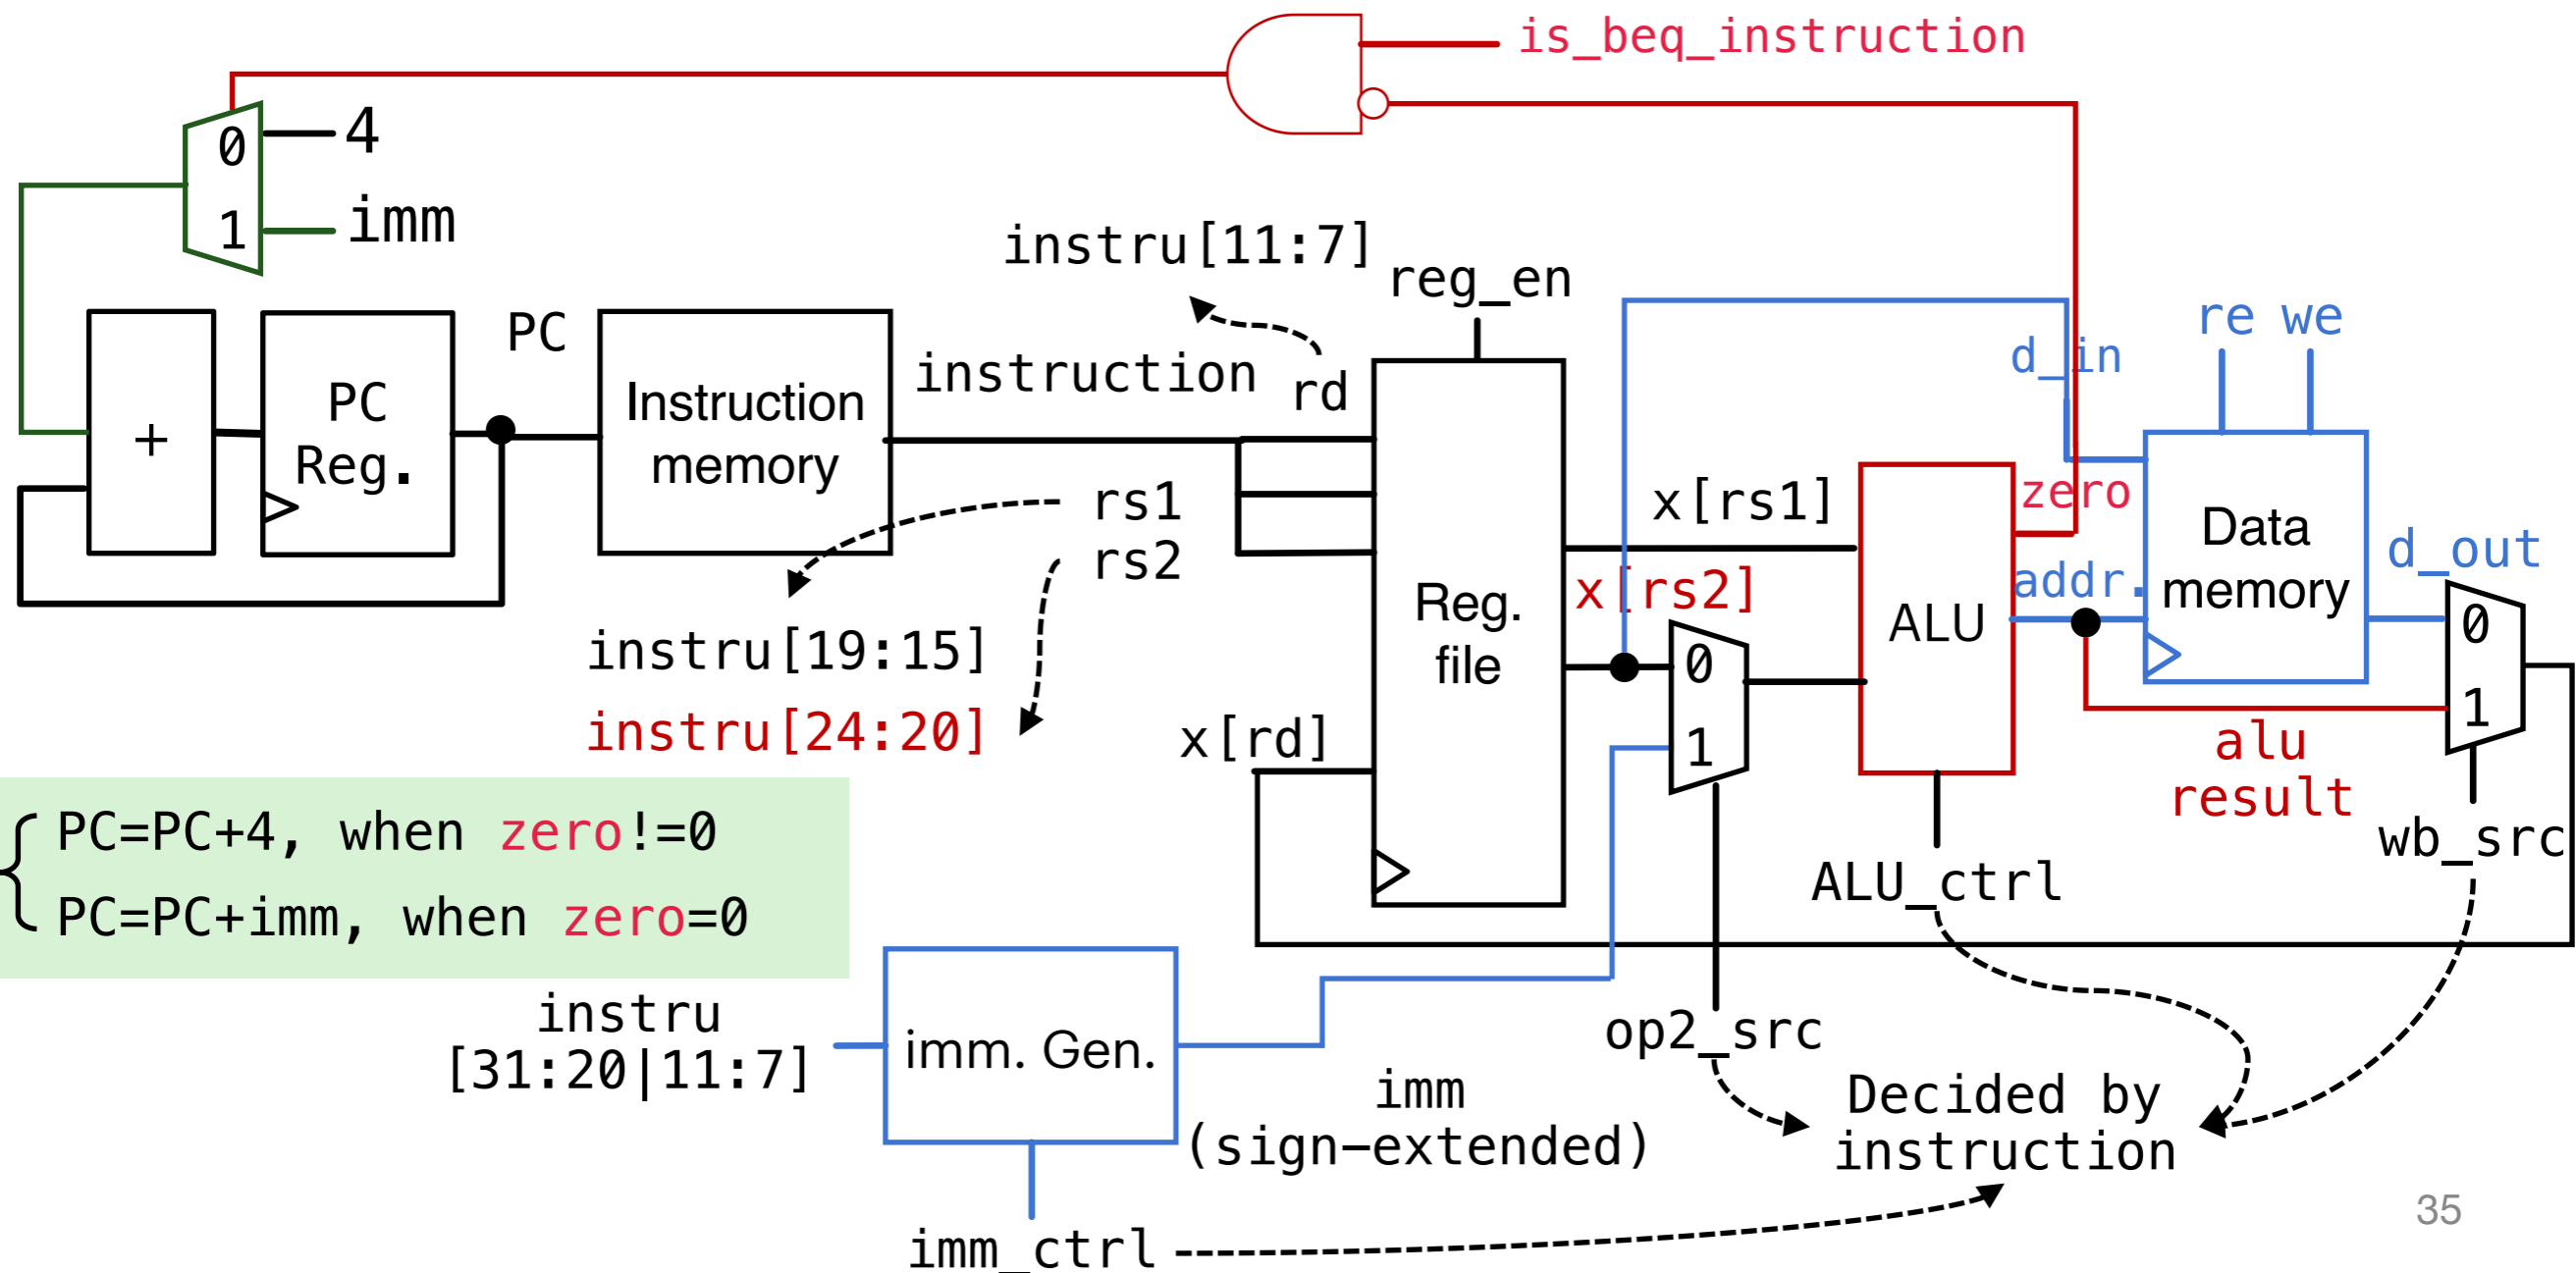 is_beq_instruction
0
4
1
imm
instru[11:7]
reg_en
re we
PC
d_in
instruction
rd
+
PC
Reg.
Instruction
memory
rs1
rs2
x[rs1]
zero
Data
memory
d_out
x[rs2]
addr.
Reg.
file
ALU
0
1
0
1
instru[19:15]
instru[24:20]
x[rd]
alu
result
wb_src
PC=PC+4, when zero!=0
PC=PC+imm, when zero=0
ALU_ctrl
instru
[31:20|11:7]
imm. Gen.
op2_src
imm
(sign-extended)
Decided by
instruction
imm_ctrl
35